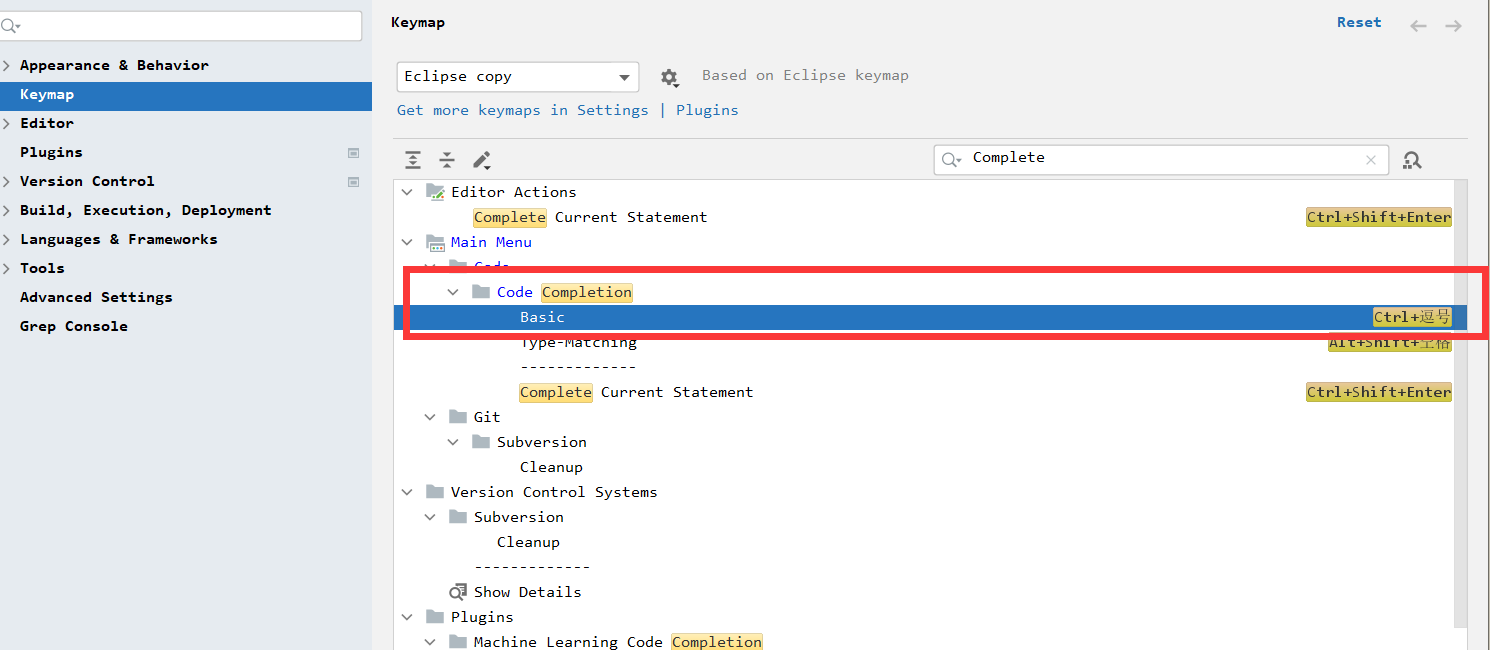 Keymap
Reset
Appearance & Behavior
Keymap
Editor
Plugins
Version Control
Build, Execution, Deployment
Languages & Frameworks
Tools
Advanced Settings
Grep Console
Eclipse copy
Based on Eclipse keymap
Get more keymaps in Settings | Plugins
Complete
Editor Actions
Complete Current Statement Ctrl+Shift+Enter
Main Menu
Code
Code Completion
Basic Ctrl+逗号
Type-Matching Alt+Shift+空格
-------------
Complete Current Statement Ctrl+Shift+Enter
Git
Subversion
Cleanup
Version Control Systems
Subversion
Cleanup
-------------
Show Details
Plugins
Machine Learning Code Completion